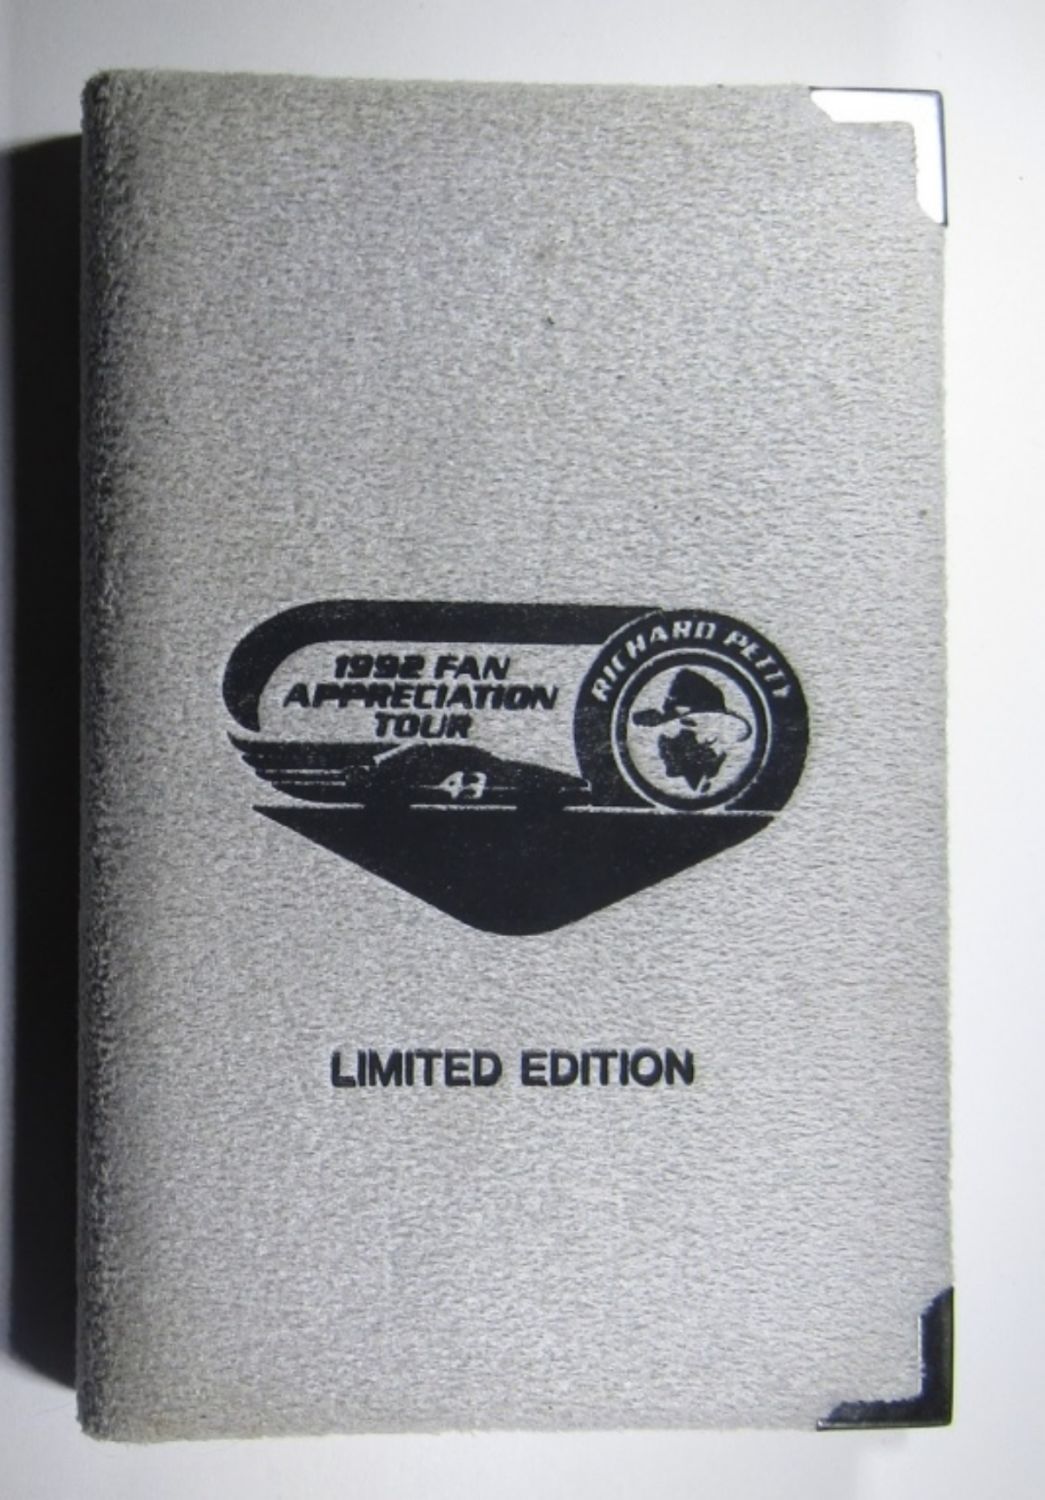 1992 FAN
APPRECIATION
TOUR
RICHARD PETTY
43
LIMITED EDITION